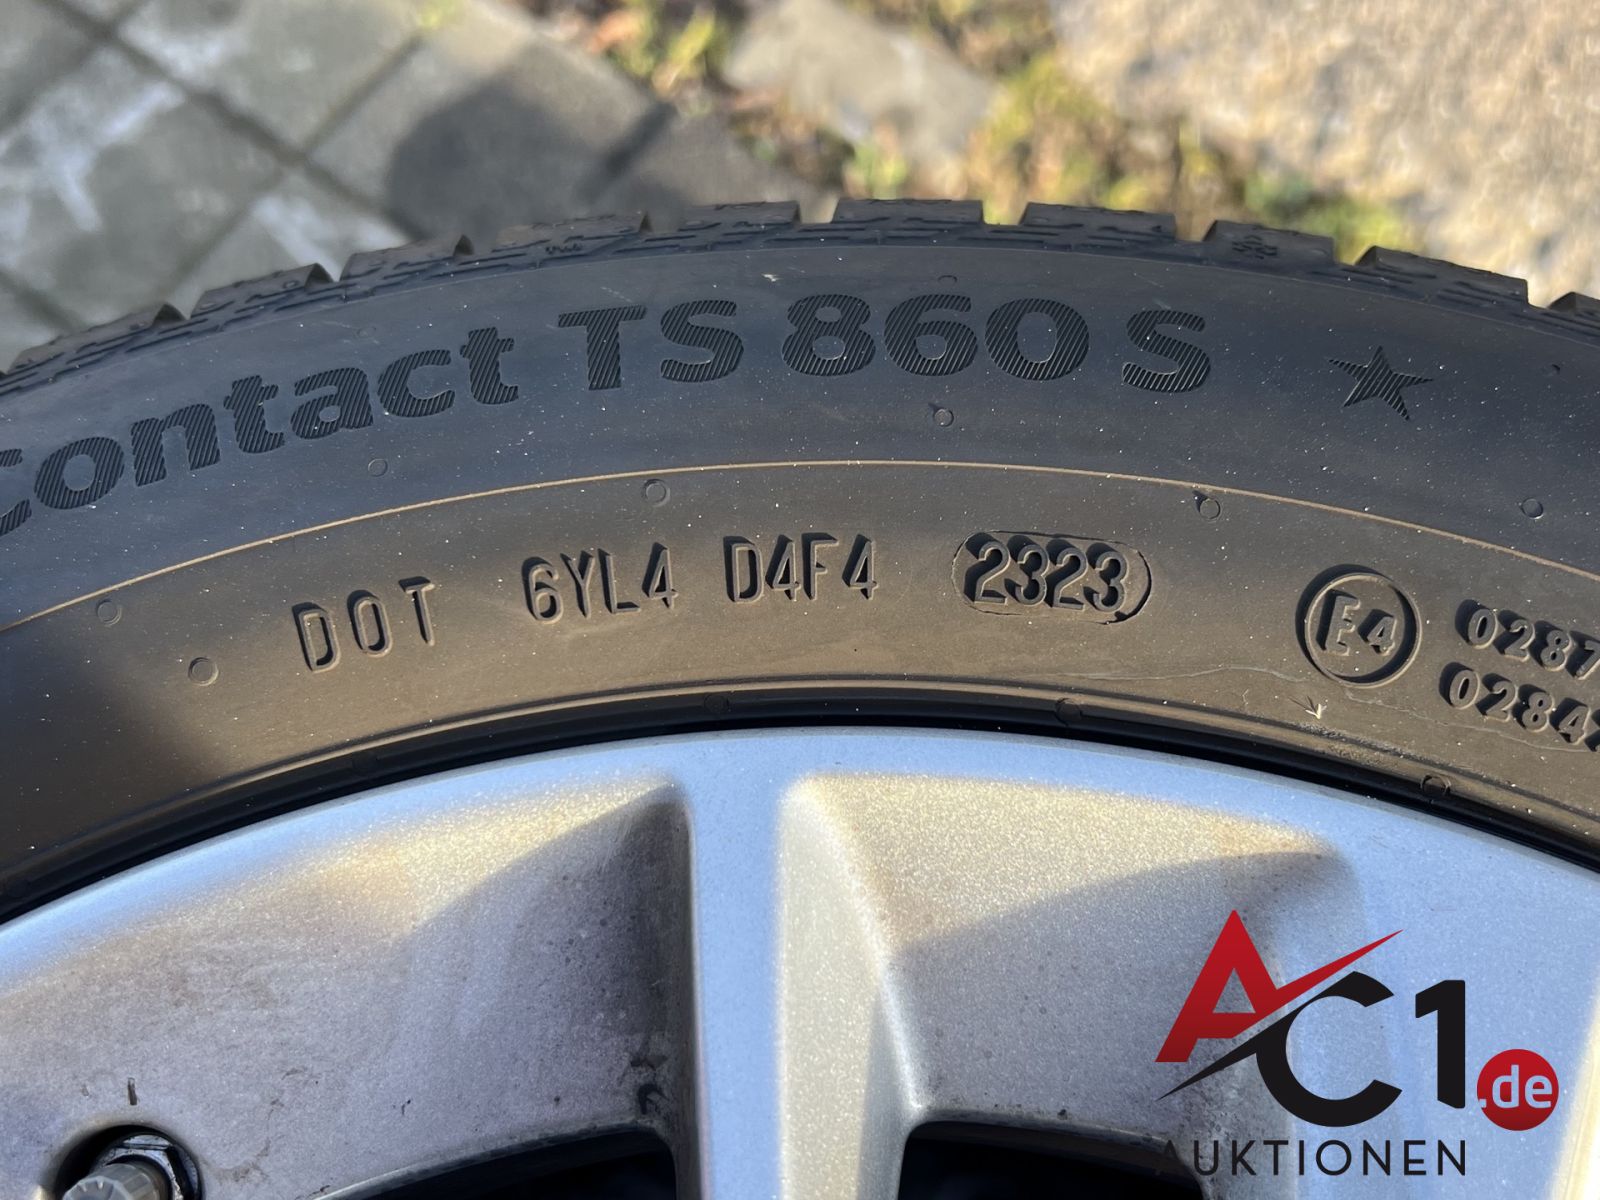 contact TS 860 S
DOT 6YL4 D4F4 2323
E4
AC1.de
AUKTIONEN